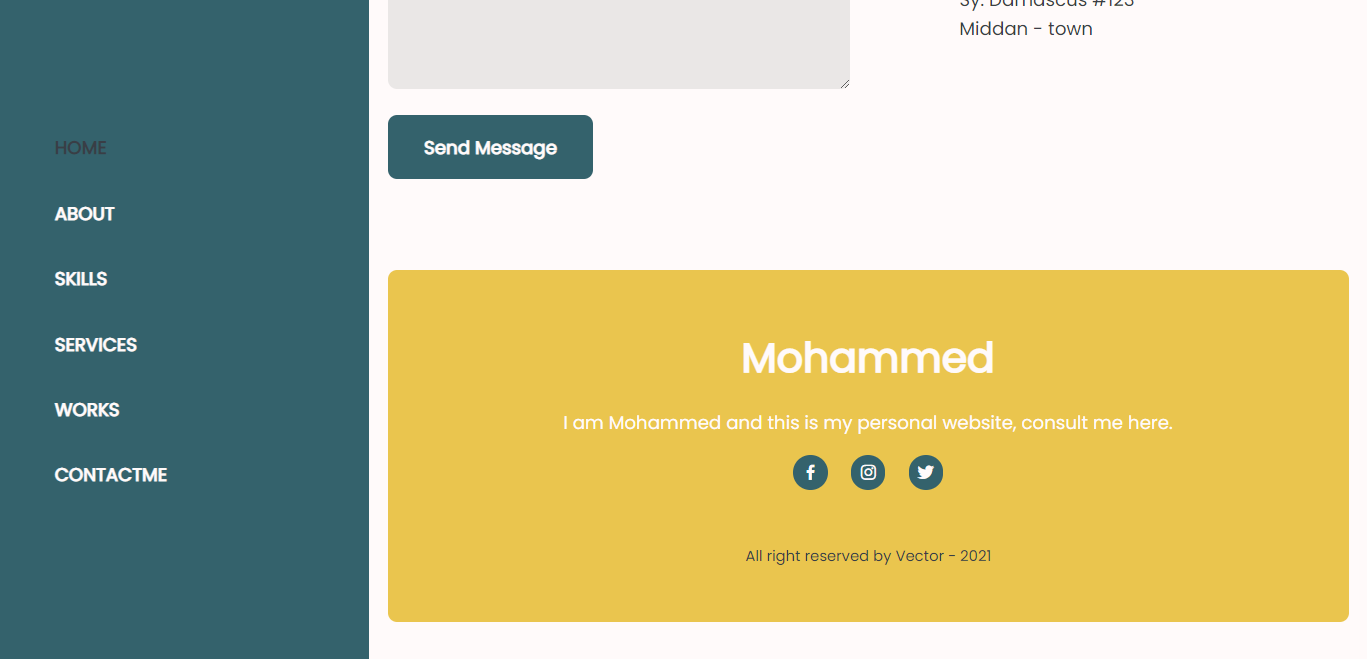 HOME
ABOUT
SKILLS
SERVICES
WORKS
CONTACTME
Sy. Damascus #123
Middan - town
Send Message
Mohammed
I am Mohammed and this is my personal website, consult me here.
All right reserved by Vector - 2021